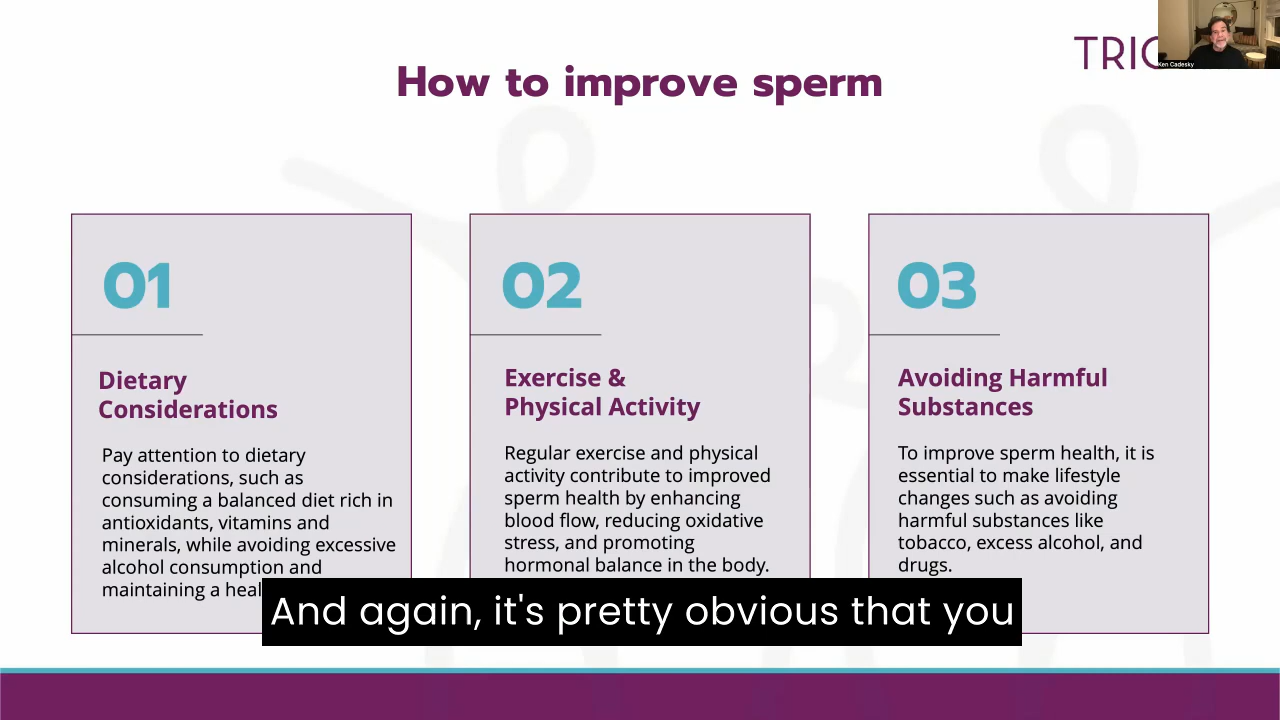 TRIO
Ken Cadesky
How to improve sperm
01
Dietary
Considerations
Pay attention to dietary
considerations, such as
consuming a balanced diet rich in
antioxidants, vitamins and
minerals, while avoiding excessive
alcohol consumption and
maintaining a
02
Exercise &
Physical Activity
Regular exercise and physical
activity contribute to improved
sperm health by enhancing
blood flow, reducing oxidative
stress, and promoting
hormonal balance in the body.
03
Avoiding Harmful
Substances
To improve sperm health, it is
essential to make lifestyle
changes such as avoiding
harmful substances like
tobacco, excess alcohol, and
drugs.
And again, it's pretty obvious that you